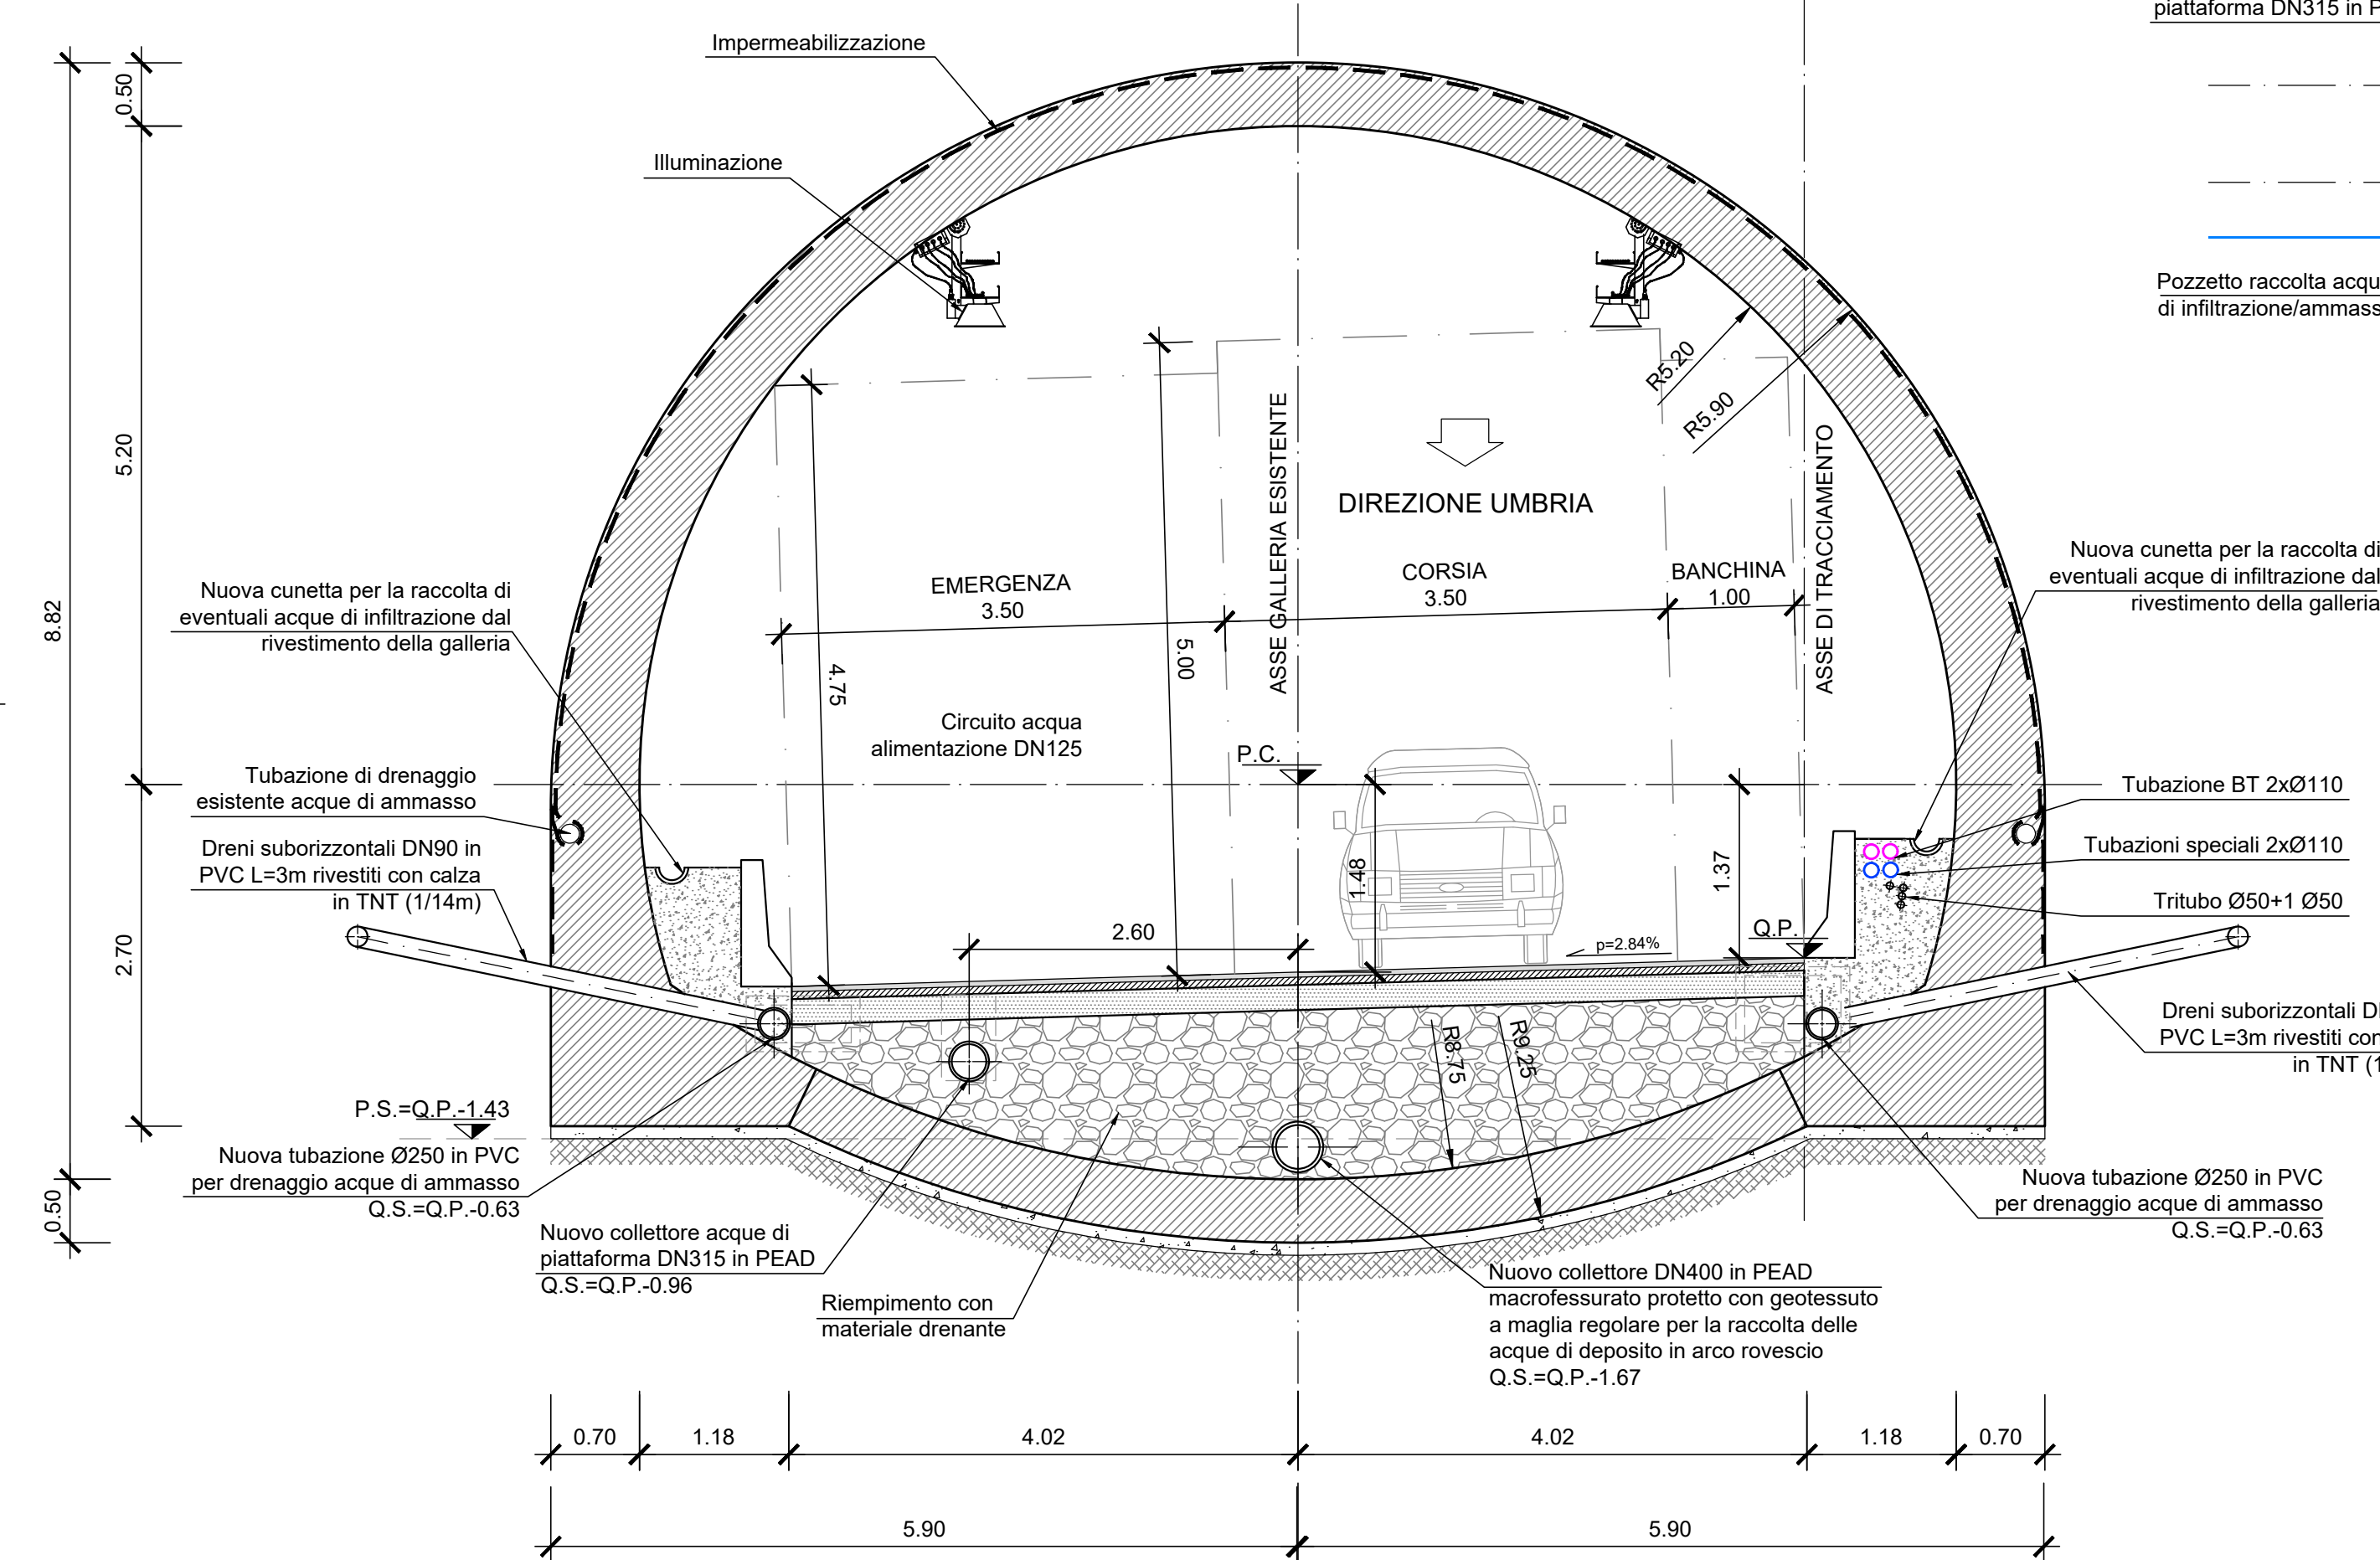 piattaforma DN315 in P
Impermeabilizzazione
0.50
Illuminazione
Pozzetto raccolta acqu
di infiltrazione/ammass
R5.20
R5.90
ASSE GALLERIA ESISTENTE
ASSE DI TRACCIAMENTO
5.20
DIREZIONE UMBRIA
Nuova cunetta per la raccolta di
eventuali acque di infiltrazione dal
rivestimento della galleria
EMERGENZA
3.50
CORSIA
3.50
BANCHINA
1.00
Nuova cunetta per la raccolta di
eventuali acque di infiltrazione dal
rivestimento della galleria
8.82
4.75
5.00
Circuito acqua
alimentazione DN125
P.C.
Tubazione di drenaggio
esistente acque di ammasso
Tubazione BT 2xØ110
Dreni suborizzontali DN90 in
PVC L=3m rivestiti con calza
in TNT (1/14m)
1.48
1.37
Tubazioni speciali 2xØ110
Tritubo Ø50+1 Ø50
2.70
2.60
p=2.84%
Q.P.
Dreni suborizzontali D
PVC L=3m rivestiti con
in TNT (1
R8.75
R9.25
P.S.=Q.P.-1.43
Nuova tubazione Ø250 in PVC
per drenaggio acque di ammasso
Q.S.=Q.P.-0.63
Nuova tubazione Ø250 in PVC
per drenaggio acque di ammasso
Q.S.=Q.P.-0.63
0.50
Nuovo collettore acque di
piattaforma DN315 in PEAD
Q.S.=Q.P.-0.96
Riempimento con
materiale drenante
Nuovo collettore DN400 in PEAD
macrofessurato protetto con geotessuto
a maglia regolare per la raccolta delle
acque di deposito in arco rovescio
Q.S.=Q.P.-1.67
0.70 1.18 4.02 4.02 1.18 0.70
5.90 5.90